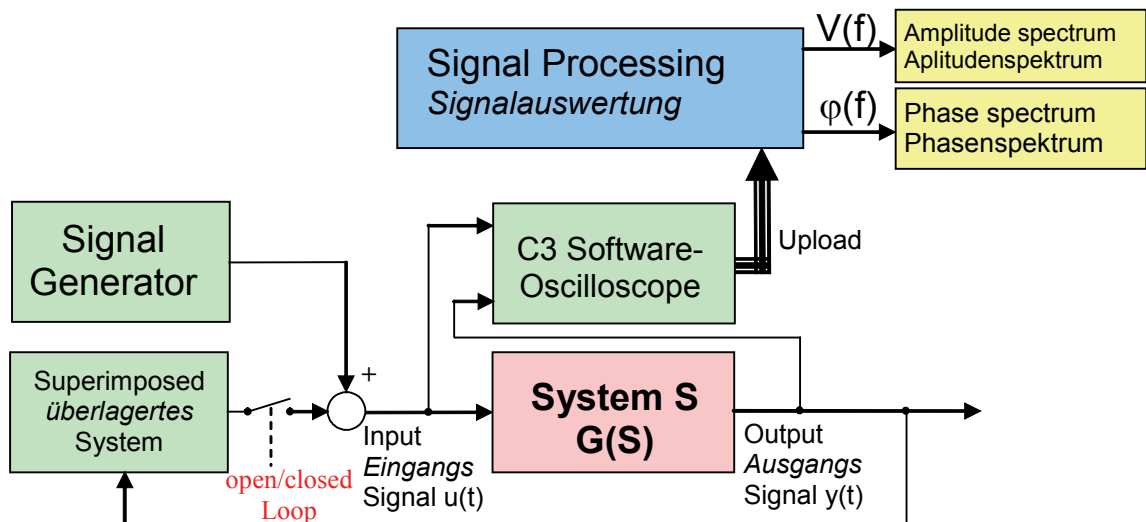 Signal Processing
Signalauswertung
V(f)
Amplitude spectrum
Aplitudenspektrum
φ(f)
Phase spectrum
Phasenspektrum
Signal
Generator
C3 Software-
Oscilloscope
Upload
Superimposed
überlagertes
System
open/closed
Loop
+
Input
Eingangs
Signal u(t)
System S
G(S)
Output
Ausgangs
Signal y(t)